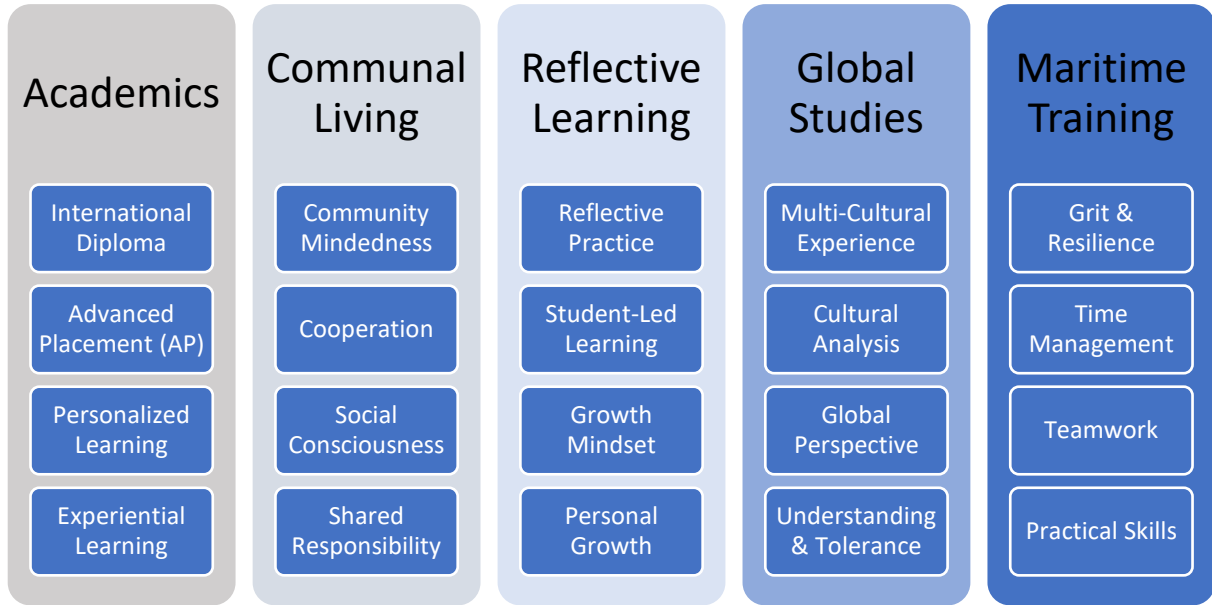 Academics
International
Diploma
Advanced
Placement (AP)
Personalized
Learning
Experiential
Learning
Communal
Living
Community
Mindedness
Cooperation
Social
Consciousness
Shared
Responsibility
Reflective
Learning
Reflective
Practice
Student-Led
Learning
Growth
Mindset
Personal
Growth
Global
Studies
Multi-Cultural
Experience
Cultural
Analysis
Global
Perspective
Understanding
& Tolerance
Maritime
Training
Grit &
Resilience
Time
Management
Teamwork
Practical Skills